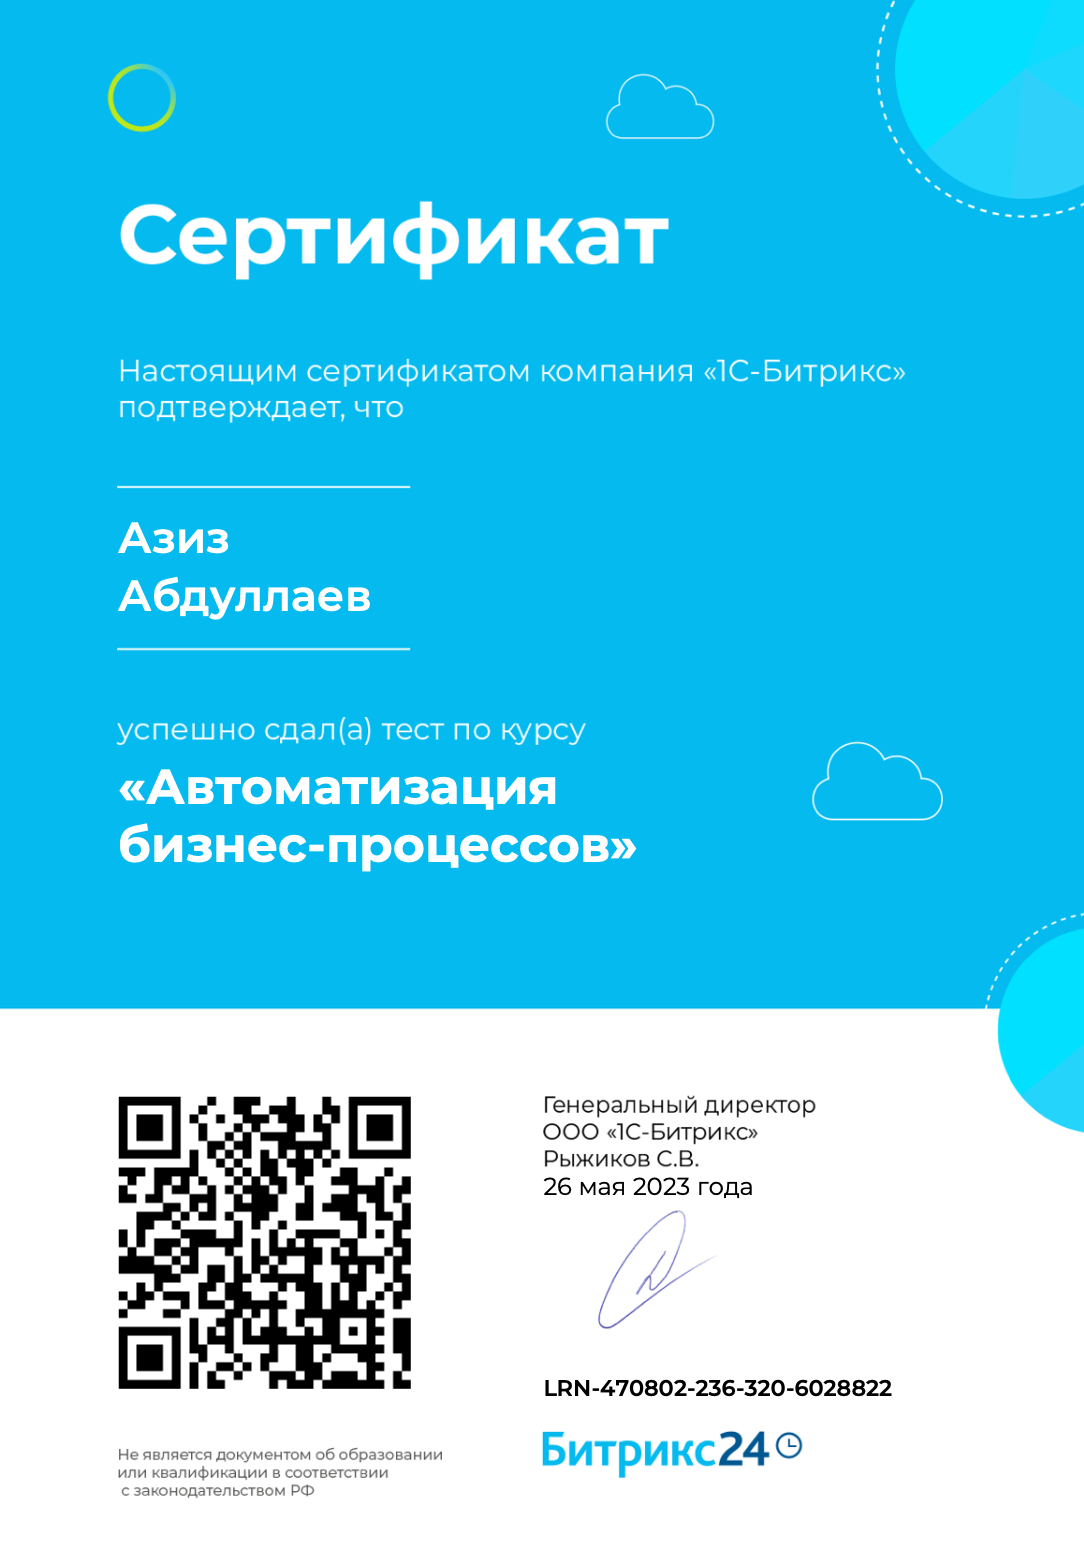 Сертификат
Настоящим сертификатом компания «1С-Битрикс»
подтверждает, что
Азиз
Абдуллаев
успешно сдал(а) тест по курсу
«Автоматизация
бизнес-процессов»
Генеральный директор
ООО «1С-Битрикс»
Рыжиков С.В.
26 мая 2023 года
LRN-470802-236-320-6028822
Битрикс24
Не является документом об образовании
или квалификации в соответствии
с законодательством РФ